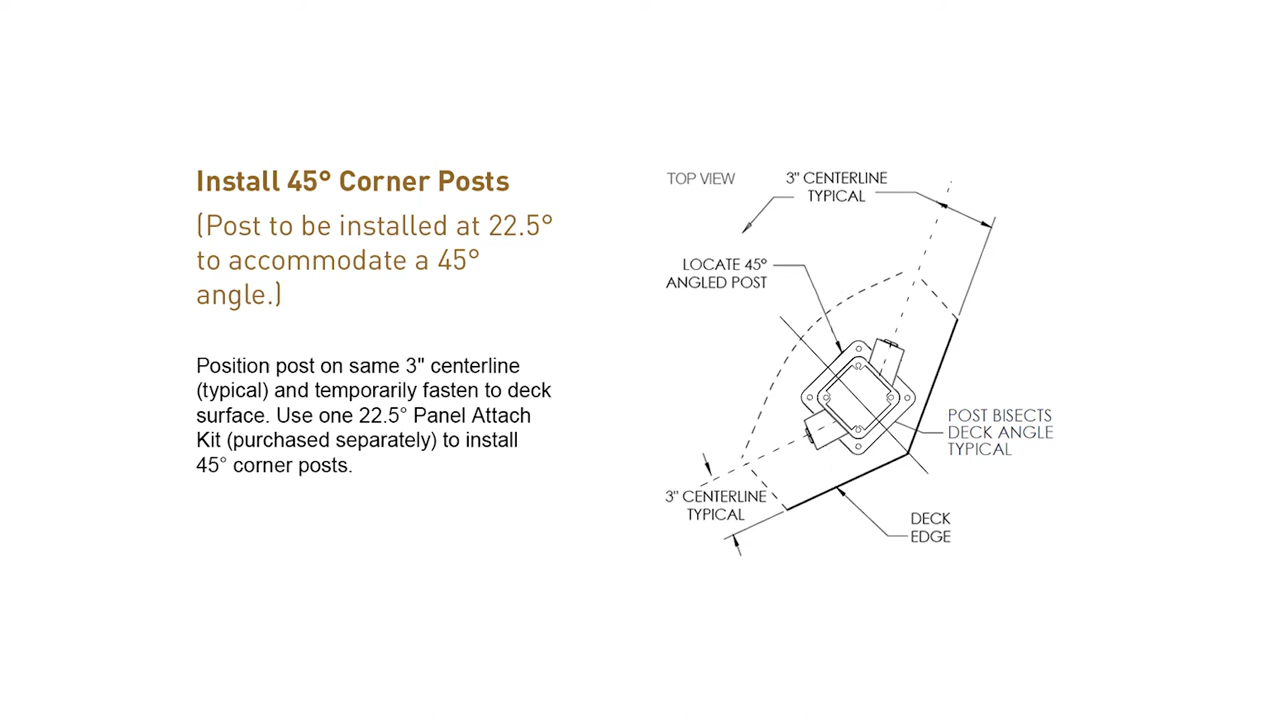 Install 45° Corner Posts
(Post to be installed at 22.5°
to accommodate a 45°
angle.)
Position post on same 3" centerline
(typical) and temporarily fasten to deck
surface. Use one 22.5° Panel Attach
Kit (purchased separately) to install
45° corner posts.
TOP VIEW
3" CENTERLINE
TYPICAL
LOCATE 45°
ANGLED POST
POST BISECTS
DECK ANGLE
TYPICAL
3" CENTERLINE
TYPICAL
DECK
EDGE